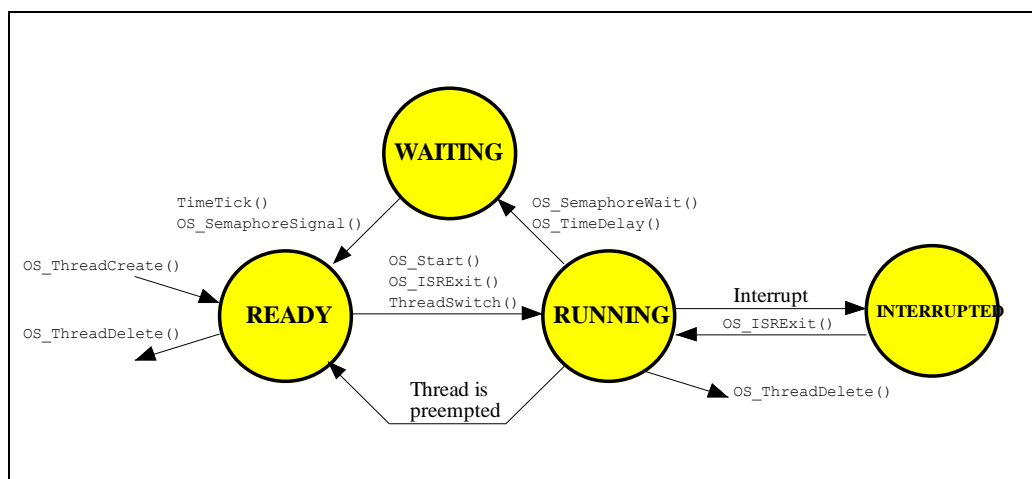 WAITING
TimeTick()
OS_SemaphoreSignal()
OS_SemaphoreWait()
OS_TimeDelay()
OS_ThreadCreate()
OS_ThreadDelete()
READY
OS_Start()
OS_ISRExit()
ThreadSwitch()
RUNNING
Interrupt
OS_ISRExit()
INTERRUPTED
Thread is
preempted
OS_ThreadDelete()